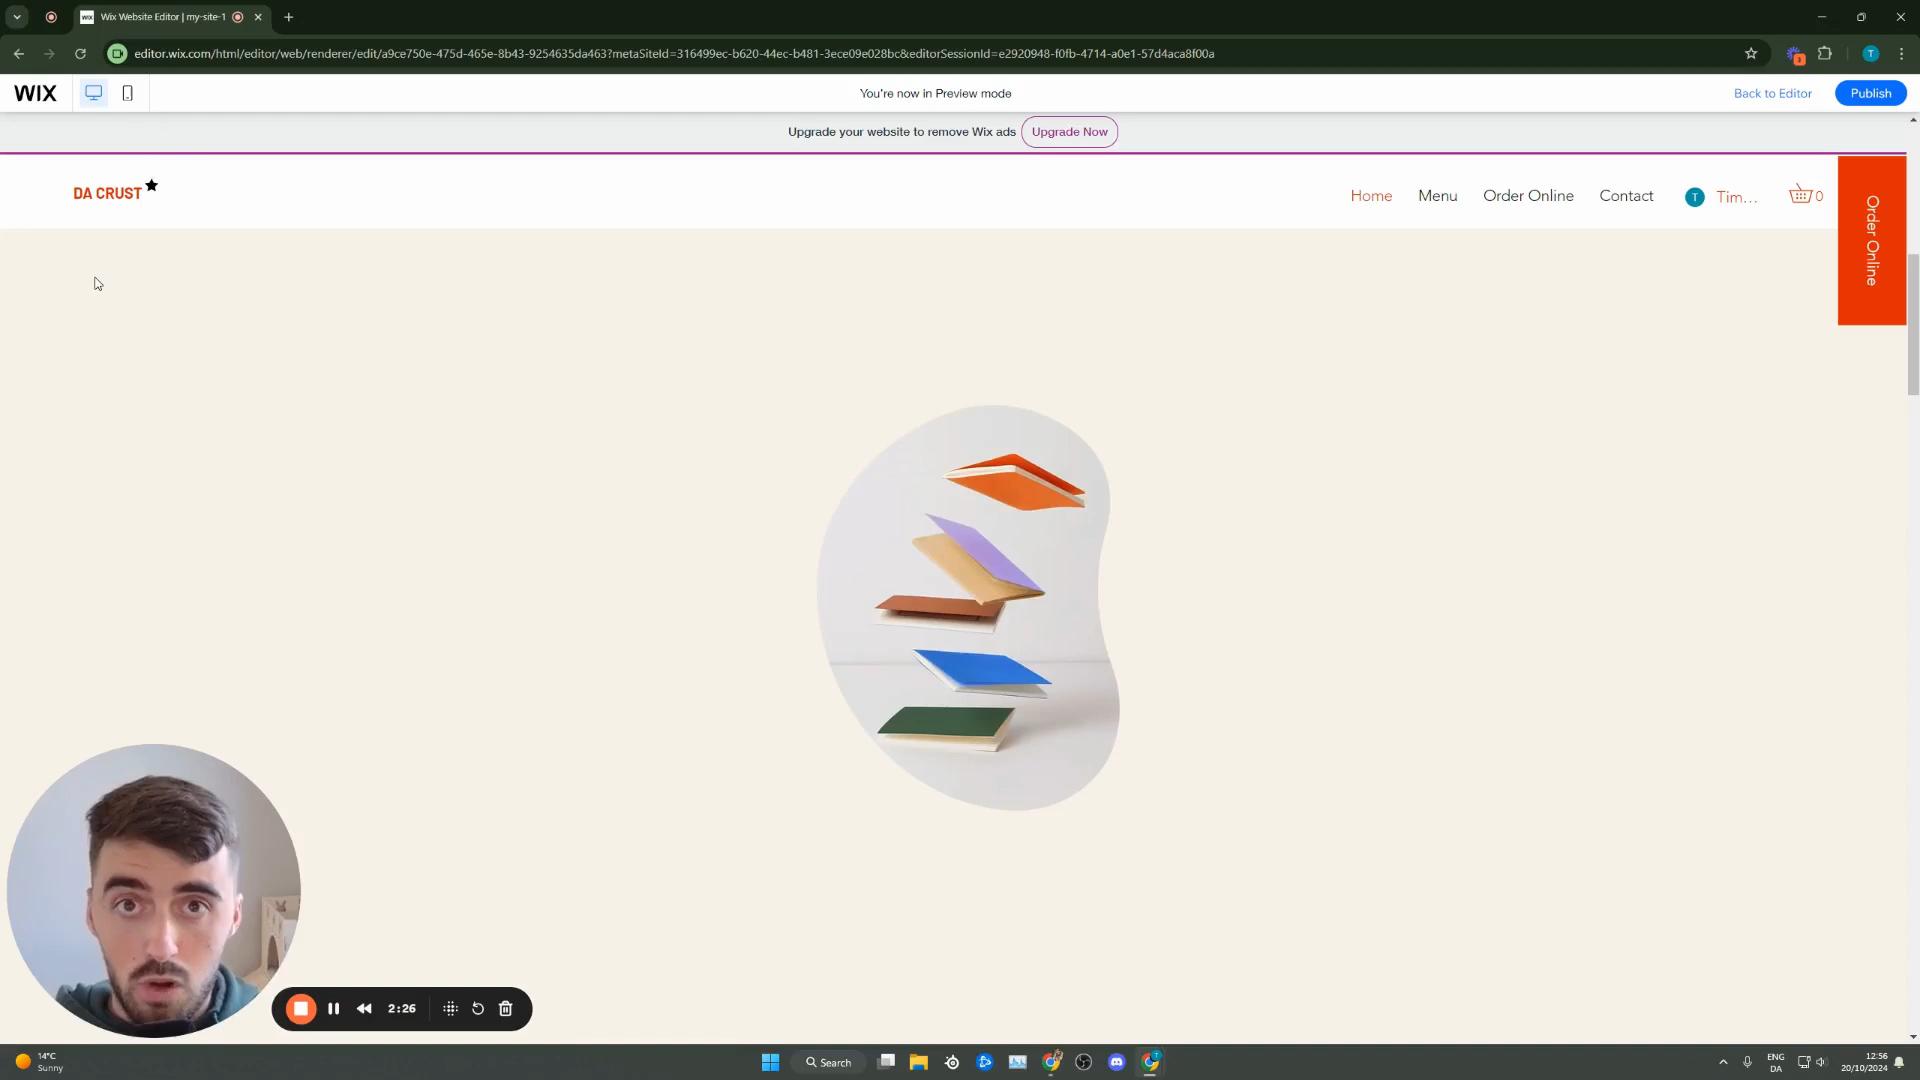 Wix Website Editor | my-site-1
editor.wix.com/html/editor/web/renderer/edit/a9ce750e-475d-465e-8b43-9254635da463?metaSiteId=316499ec-b620-44ec-b481-3ece09e028bc&editorSessionId=e2920948-f0fb-4714-a0e1-57d4aca8f00a
T
WIX
You're now in Preview mode
Back to Editor
Publish
Upgrade your website to remove Wix ads
Upgrade Now
DA CRUST
Home
Menu
Order Online
Contact
T
Tim...
0
Order Online
2:26
14°C
Sunny
Search
ENG
DA
12:56
20/10/2024